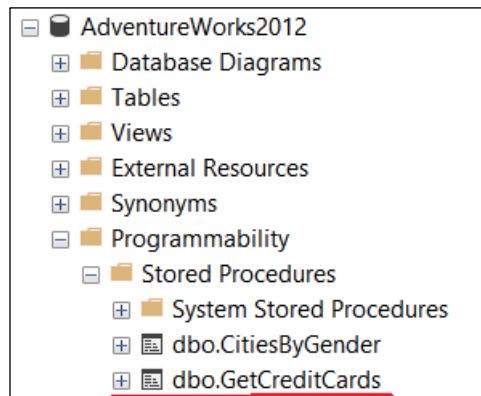 AdventureWorks2012
Database Diagrams
Tables
Views
External Resources
Synonyms
Programmability
Stored Procedures
System Stored Procedures
dbo.CitiesByGender
dbo.GetCreditCards